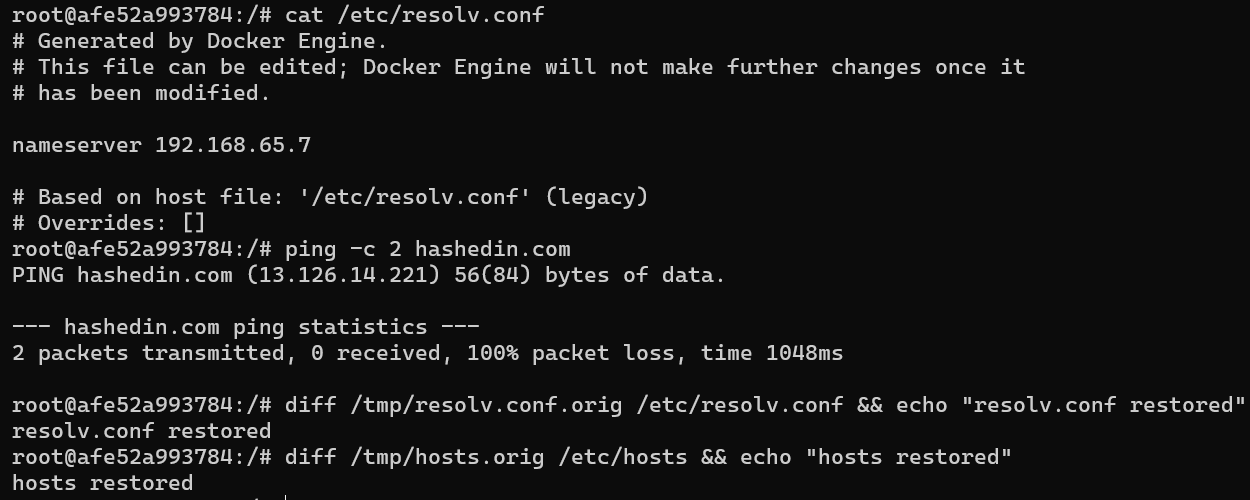 root@afe52a993784:/# cat /etc/resolv.conf
# Generated by Docker Engine.
# This file can be edited; Docker Engine will not make further changes once it
# has been modified.

nameserver 192.168.65.7

# Based on host file: '/etc/resolv.conf' (legacy)
# Overrides: []
root@afe52a993784:/# ping -c 2 hashedin.com
PING hashedin.com (13.126.14.221) 56(84) bytes of data.

--- hashedin.com ping statistics ---
2 packets transmitted, 0 received, 100% packet loss, time 1048ms

root@afe52a993784:/# diff /tmp/resolv.conf.orig /etc/resolv.conf && echo "resolv.conf restored"
resolv.conf restored
root@afe52a993784:/# diff /tmp/hosts.orig /etc/hosts && echo "hosts restored"
hosts restored